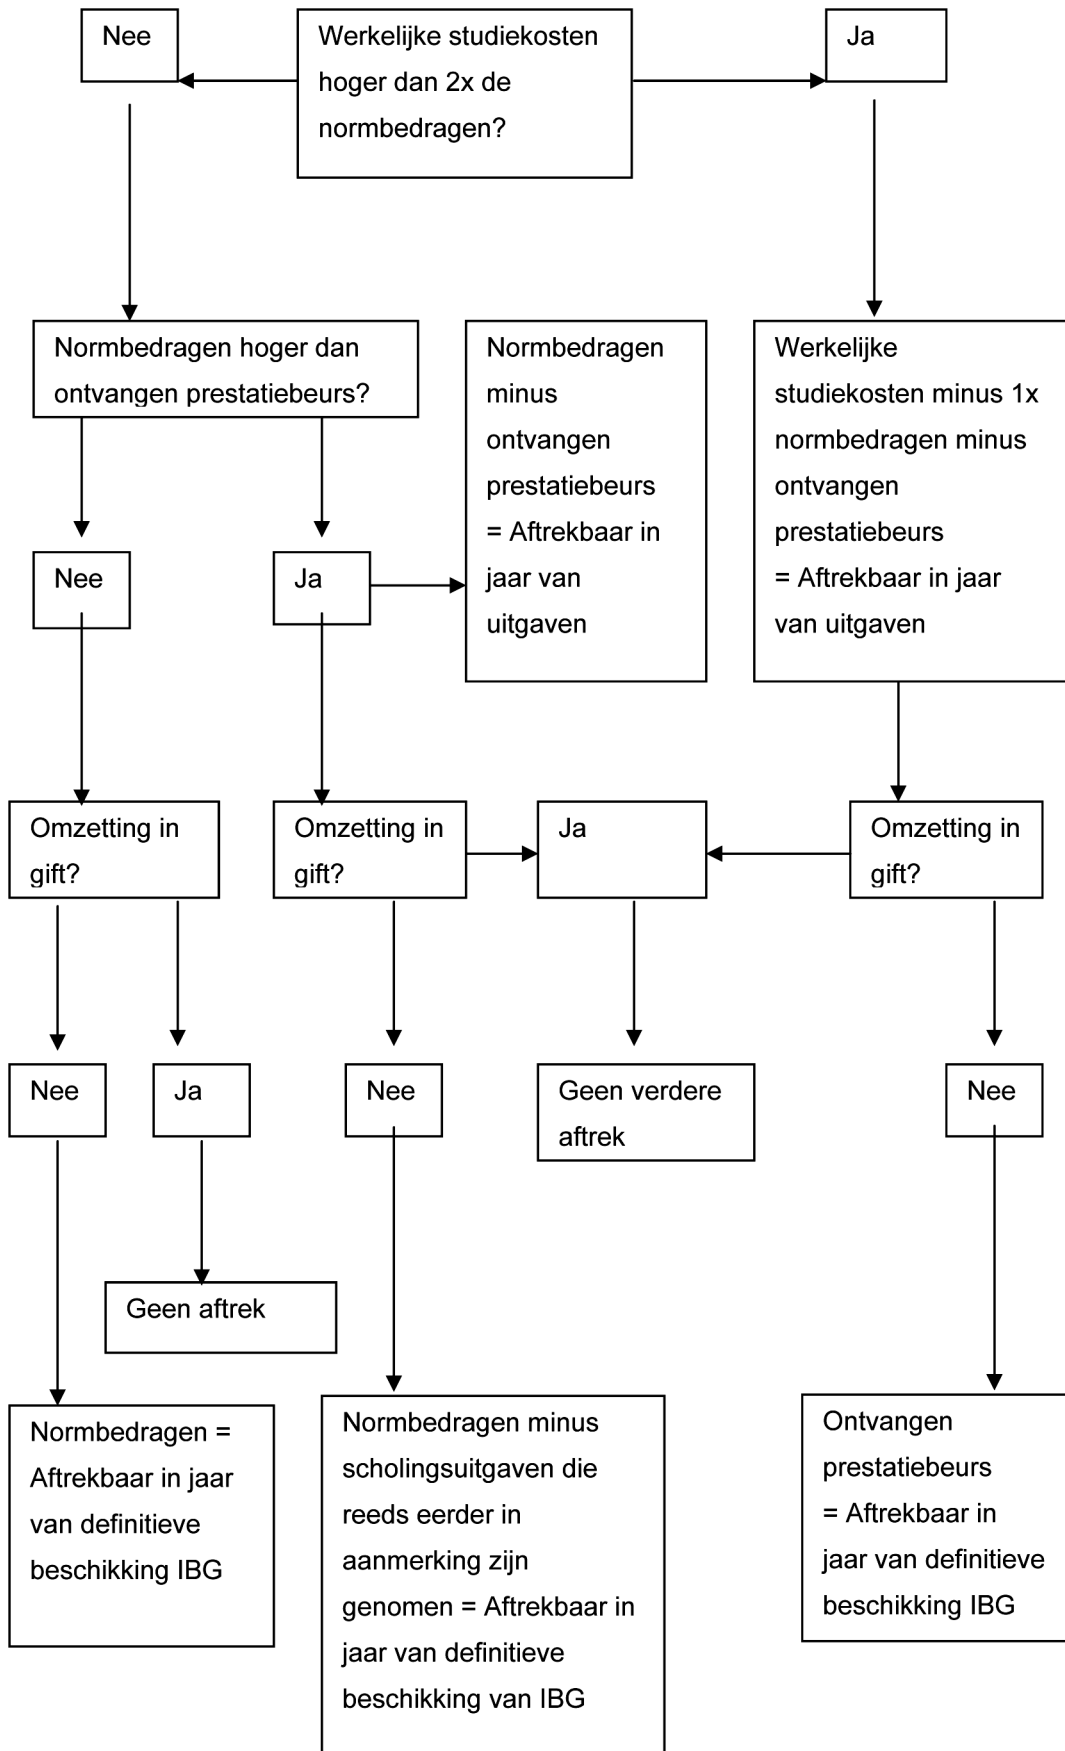 Nee
Werkelijke studiekosten
hoger dan 2x de
normbedragen?
Ja
Normbedragen hoger dan
ontvangen prestatiebeurs?
Normbedragen
minus
ontvangen
prestatiebeurs
= Aftrekbaar in
jaar van
uitgaven
Werkelijke
studiekosten minus 1x
normbedragen minus
ontvangen
prestatiebeurs
= Aftrekbaar in jaar
van uitgaven
Nee
Ja
Omzetting in
gift?
Omzetting in
gift?
Ja
Omzetting in
gift?
Nee
Ja
Nee
Geen verdere
aftrek
Nee
Geen aftrek
Normbedragen =
Aftrekbaar in jaar
van definitieve
beschikking IBG
Normbedragen minus
scholingsuitgaven die
reeds eerder in
aanmerking zijn
genomen = Aftrekbaar in
jaar van definitieve
beschikking van IBG
Ontvangen
prestatiebeurs
= Aftrekbaar in
jaar van definitieve
beschikking IBG